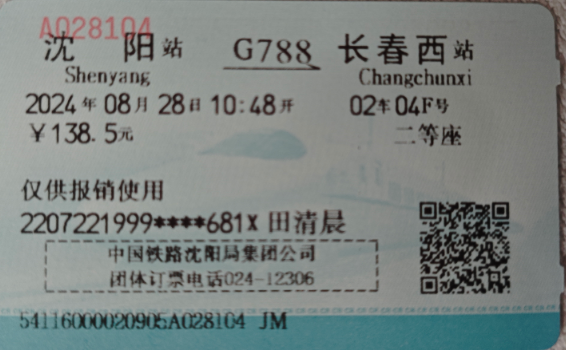 A028104
沈阳站 G788 长春西站
Shenyang Changchunxi
2024年08月28日10:48开 02车04F号
￥138.5元 二等座
仅供报销使用
2207221999****681X 田清晨
中国铁路沈阳局集团公司
团体订票电话024-12306
54116000020905A028104 JM